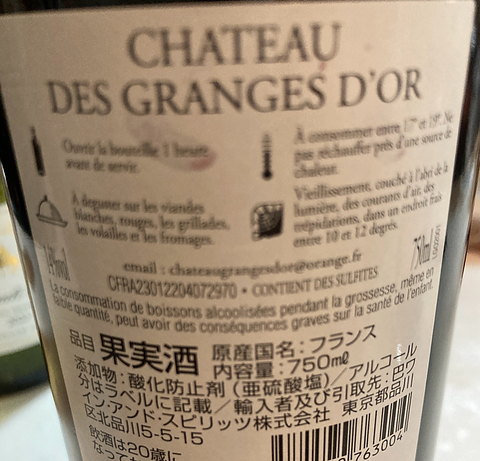 CHATEAU
DES GRANGES D'OR
Ouvrir la bouteille 1 heure
avant de servir.
À consommer entre 17° et 19°. Ne
pas réchauffer près d'une source de
chaleur.
À deguster sur les viandes
blanches, rouges, les grillades,
les volailles et les fromages.
Vieillissement, couché à l'abri de la
lumière, des courants d'air, des
trépidations, dans un endroit frais
entre 10 et 12 degrés.
14%vol
750ml
email : chateaugrangesdor@orange.fr
CFRA23012204072970 • CONTIENT DES SULFITES
La consommation de boissons alcoolisées pendant la grossesse, même en
faible quantité, peut avoir des conséquences graves sur la santé de l'enfant.
品目 果実酒 原産国名：フランス
内容量：750mℓ
添加物：酸化防止剤（亜硫酸塩）／アルコール
分はラベルに記載／輸入者及び引取先：巴ワ
イン・アンド・スピリッツ株式会社 東京都品川
区北品川5-5-15
飲酒は20歳に
763004